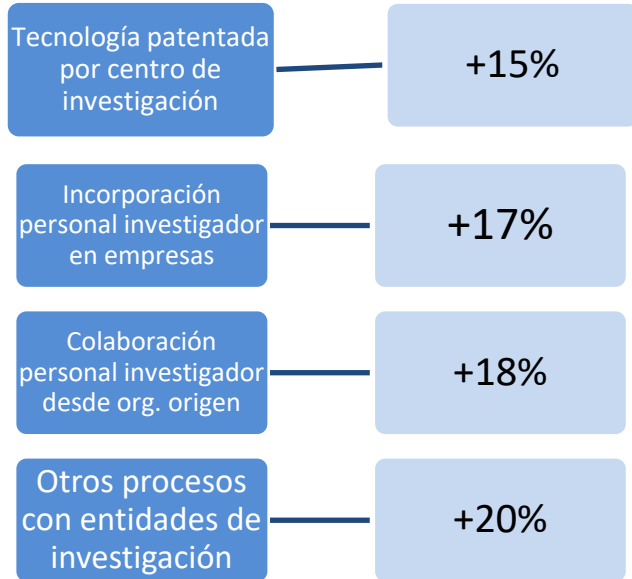 Tecnología patentada
por centro de
investigación
+15%
Incorporación
personal investigador
en empresas
+17%
Colaboración
personal investigador
desde org. origen
+18%
Otros procesos
con entidades de
investigación
+20%